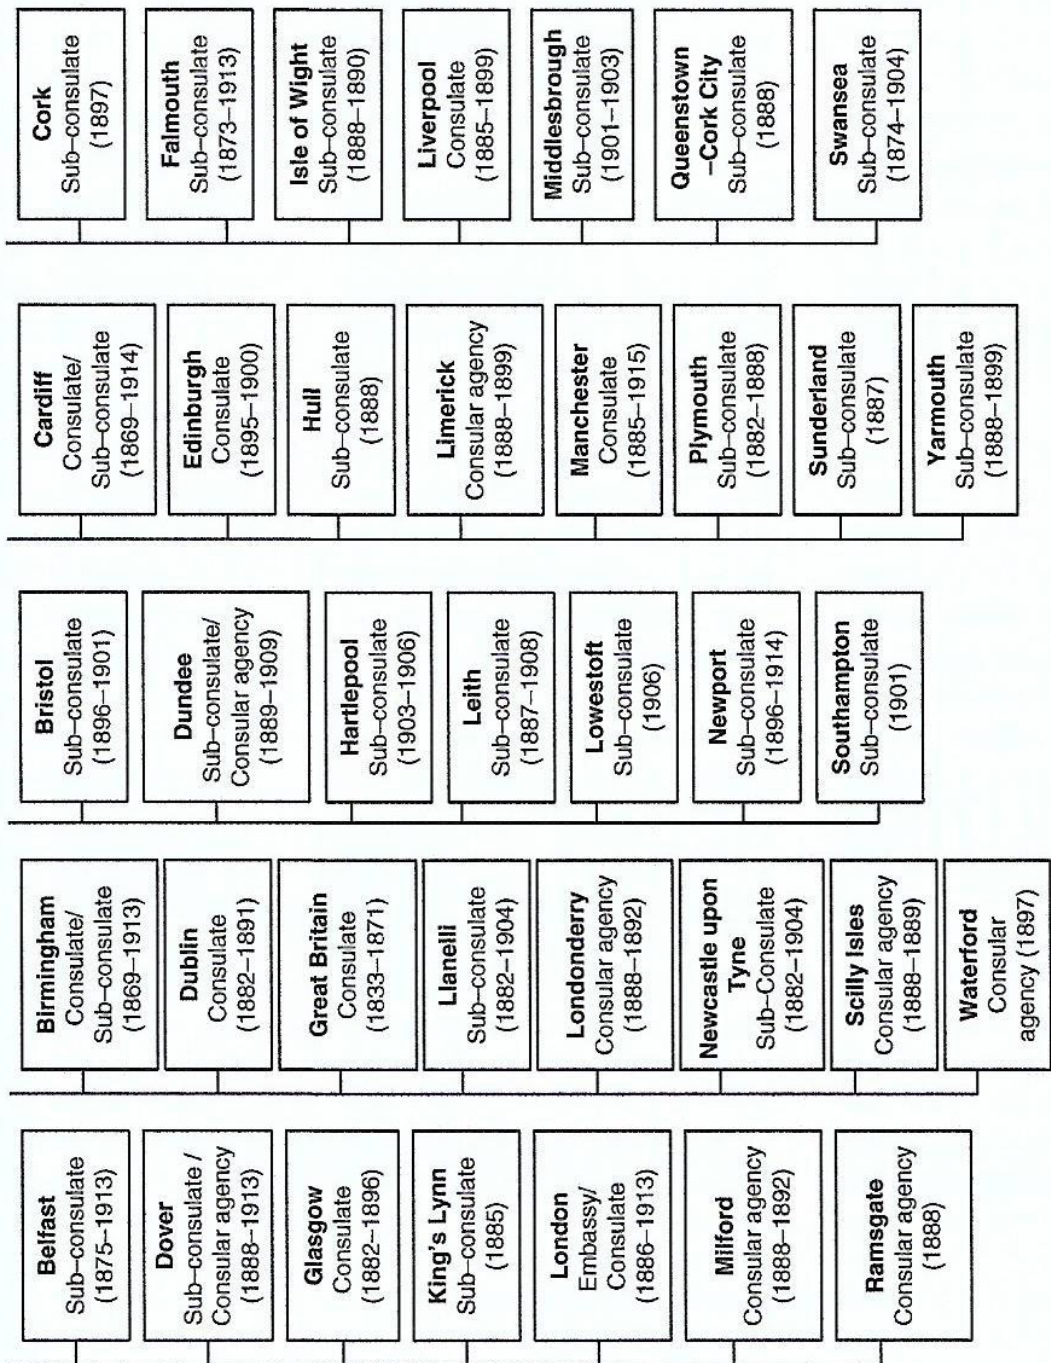 Belfast
Sub–consulate
(1875–1913)
Birmingham
Consulate/
Sub–consulate
(1869–1913)
Bristol
Sub–consulate
(1896–1901)
Cardiff
Consulate/
Sub–consulate
(1869–1914)
Cork
Sub–consulate
(1897)
Dover
Sub–consulate /
Consular agency
(1888–1913)
Dublin
Consulate
(1882–1891)
Dundee
Sub–consulate/
Consular agency
(1889–1909)
Edinburgh
Consulate
(1895–1900)
Falmouth
Sub–consulate
(1873–1913)
Glasgow
Consulate
(1882–1896)
Great Britain
Consulate
(1833–1871)
Hartlepool
Sub–consulate
(1903–1906)
Hull
Sub–consulate
(1888)
Isle of Wight
Sub–consulate
(1888–1890)
King's Lynn
Sub–consulate
(1885)
Llanelli
Sub–consulate
(1882–1904)
Leith
Sub–consulate
(1887–1908)
Limerick
Consular agency
(1888–1899)
Liverpool
Consulate
(1885–1899)
London
Embassy/
Consulate
(1886–1913)
Londonderry
Consular agency
(1888–1892)
Lowestoft
Sub–consulate
(1906)
Manchester
Consulate
(1885–1915)
Middlesbrough
Sub–consulate
(1901–1903)
Milford
Consular agency
(1888–1892)
Newcastle upon
Tyne
Sub–Consulate
(1882–1904)
Newport
Sub–consulate
(1896–1914)
Plymouth
Sub–consulate
(1882–1888)
Queenstown
–Cork City
Sub–consulate
(1888)
Ramsgate
Consular agency
(1888)
Scilly Isles
Consular agency
(1888–1889)
Southampton
Sub–consulate
(1901)
Sunderland
Sub–consulate
(1887)
Swansea
Sub–consulate
(1874–1904)
Waterford
Consular
agency (1897)
Yarmouth
Sub–consulate
(1888–1899)